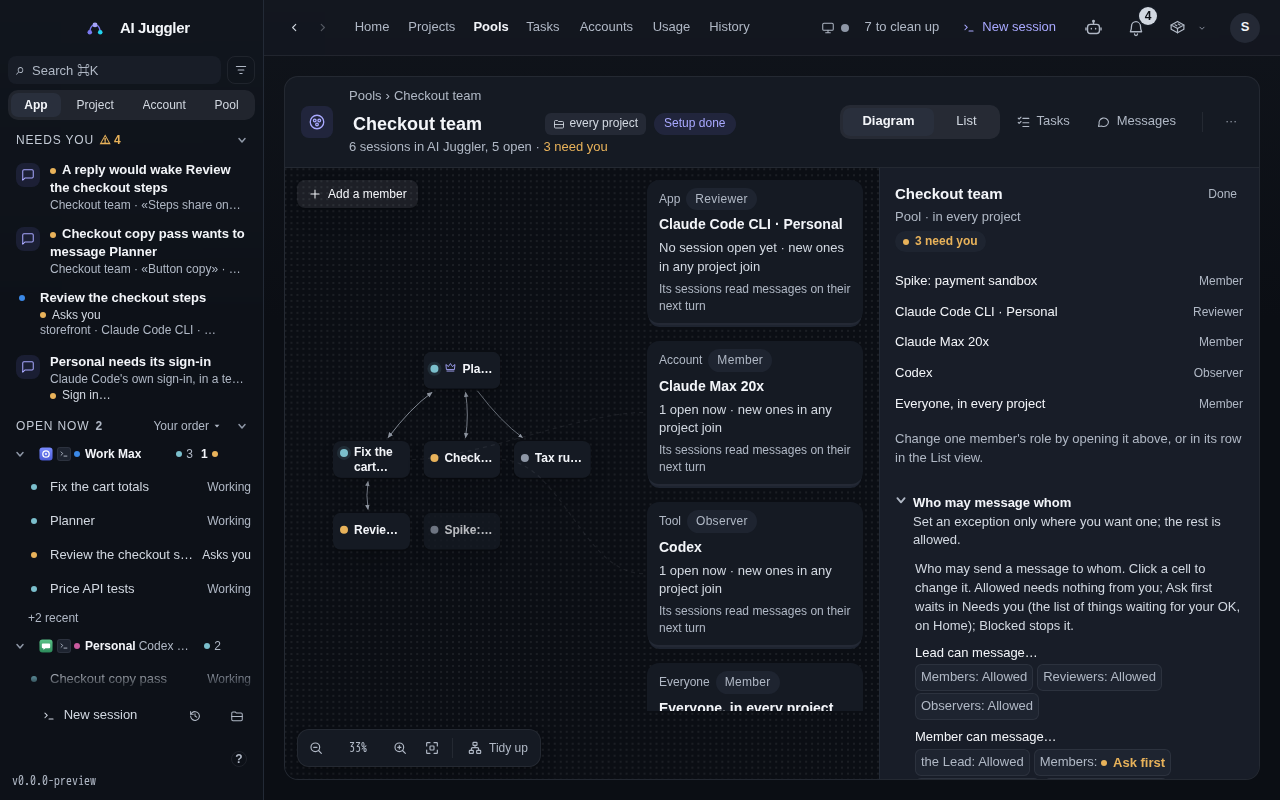 AI Juggler
Search ⌘K
App Project Account Pool
NEEDS YOU 4
A reply would wake Review the checkout steps
Checkout team · «Steps share on…
Checkout copy pass wants to message Planner
Checkout team · «Button copy» · …
Review the checkout steps
Asks you
storefront · Claude Code CLI · …
Personal needs its sign-in
Claude Code's own sign-in, in a te…
Sign in…
OPEN NOW 2 Your order
Work Max 3 1
Fix the cart totals Working
Planner Working
Review the checkout s… Asks you
Price API tests Working
+2 recent
Personal Codex … 2
Checkout copy pass Working
New session
?
v0.0.0-preview
Home Projects Pools Tasks Accounts Usage History
7 to clean up
New session
4
S
Pools › Checkout team
Checkout team every project Setup done
6 sessions in AI Juggler, 5 open · 3 need you
Diagram List Tasks Messages ···
Add a member
Pla…
Fix the cart…
Check…
Tax ru…
Revie…
Spike:…
App Reviewer
Claude Code CLI · Personal
No session open yet · new ones
in any project join
Its sessions read messages on their
next turn
Account Member
Claude Max 20x
1 open now · new ones in any
project join
Its sessions read messages on their
next turn
Tool Observer
Codex
1 open now · new ones in any
project join
Its sessions read messages on their
next turn
Everyone Member
Everyone, in every project
33%
Tidy up
Checkout team Done
Pool · in every project
3 need you
Spike: payment sandbox Member
Claude Code CLI · Personal Reviewer
Claude Max 20x Member
Codex Observer
Everyone, in every project Member
Change one member's role by opening it above, or in its row
in the List view.
Who may message whom
Set an exception only where you want one; the rest is
allowed.
Who may send a message to whom. Click a cell to
change it. Allowed needs nothing from you; Ask first
waits in Needs you (the list of things waiting for your OK,
on Home); Blocked stops it.
Lead can message…
Members: Allowed Reviewers: Allowed
Observers: Allowed
Member can message…
the Lead: Allowed Members: Ask first